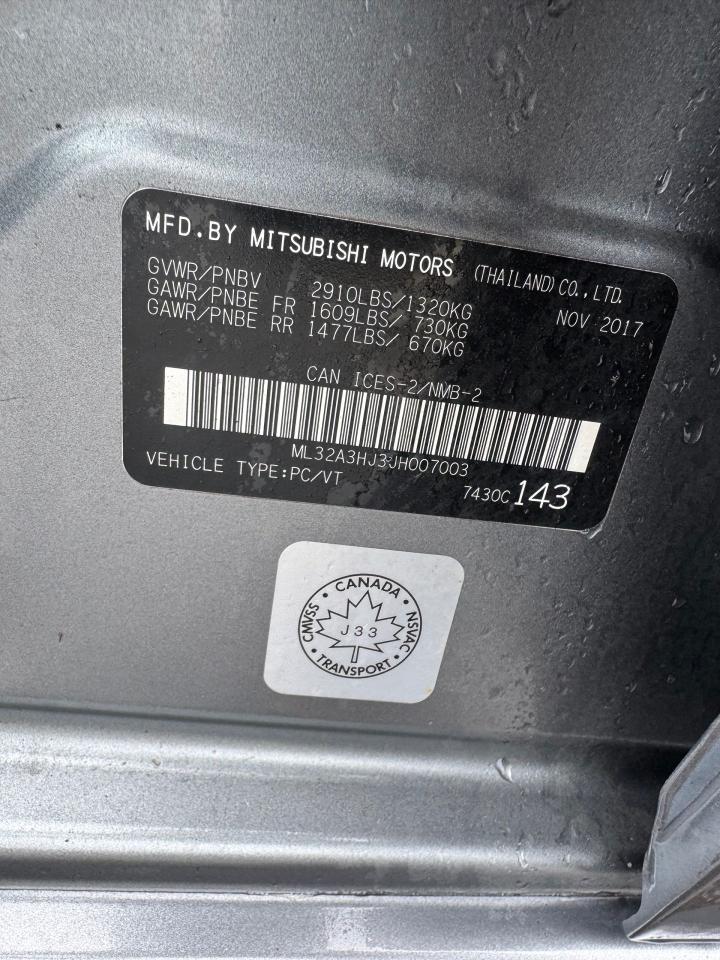 MFD.BY MITSUBISHI MOTORS (THAILAND) CO., LTD.
GVWR/PNBV 2910LBS/1320KG NOV 2017
GAWR/PNBE FR 1609LBS/ 730KG
GAWR/PNBE RR 1477LBS/ 670KG
CAN ICES-2/NMB-2
ML32A3HJ3JH007003
VEHICLE TYPE:PC/VT
7430C 143
• CANADA •
CMVSS
NSVAC
J33
• TRANSPORT •